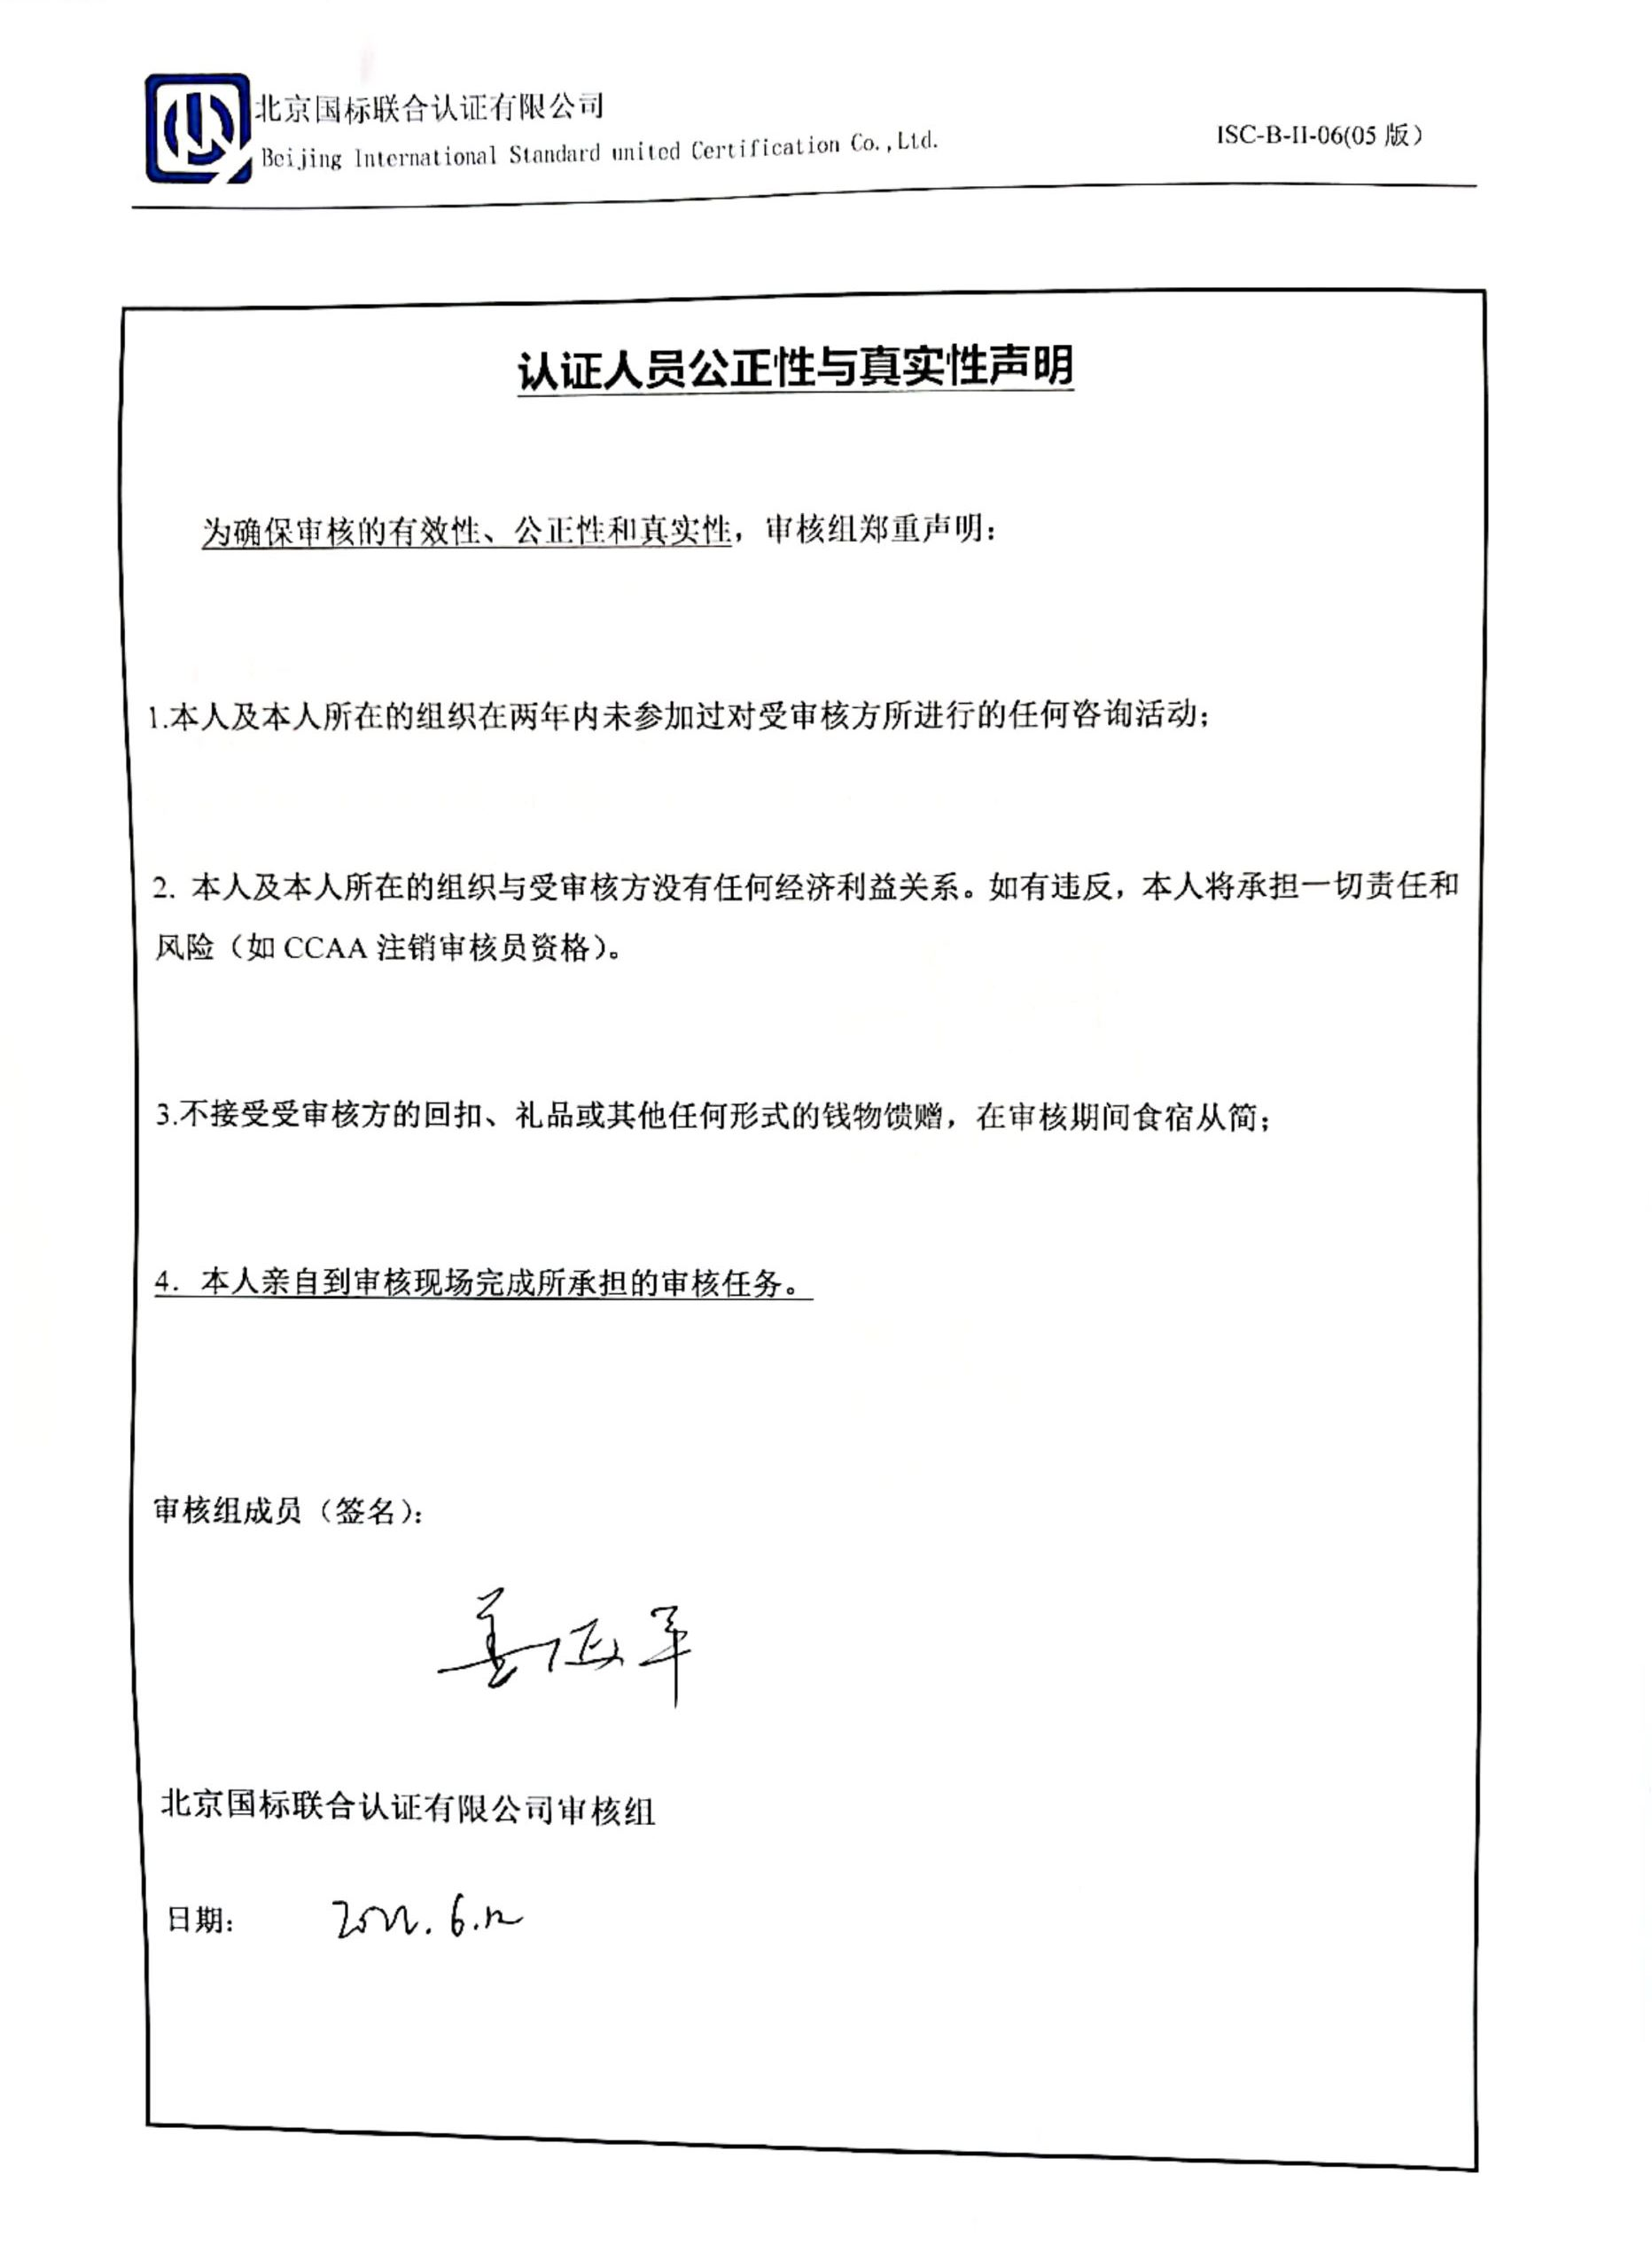 北京国标联合认证有限公司
Beijing International Standard united Certification Co.,Ltd.
ISC-B-II-06(05 版）
认证人员公正性与真实性声明
为确保审核的有效性、公正性和真实性，审核组郑重声明：
1.本人及本人所在的组织在两年内未参加过对受审核方所进行的任何咨询活动；
2. 本人及本人所在的组织与受审核方没有任何经济利益关系。如有违反，本人将承担一切责任和
风险（如 CCAA 注销审核员资格）。
3.不接受受审核方的回扣、礼品或其他任何形式的钱物馈赠，在审核期间食宿从简；
4. 本人亲自到审核现场完成所承担的审核任务。
审核组成员（签名）：
北京国标联合认证有限公司审核组
日期： 2022.6.12